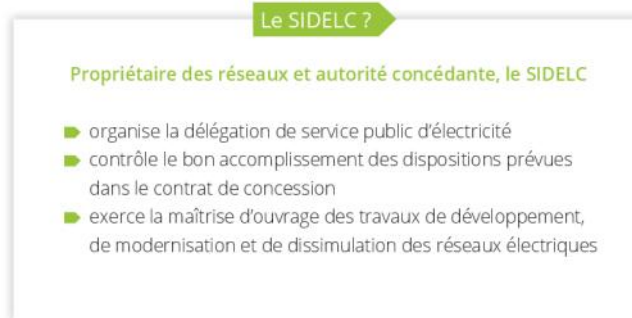 Le SIDELC ?
Propriétaire des réseaux et autorité concédante, le SIDELC
organise la délégation de service public d'électricité
contrôle le bon accomplissement des dispositions prévues
dans le contrat de concession
exerce la maîtrise d'ouvrage des travaux de développement,
de modernisation et de dissimulation des réseaux électriques